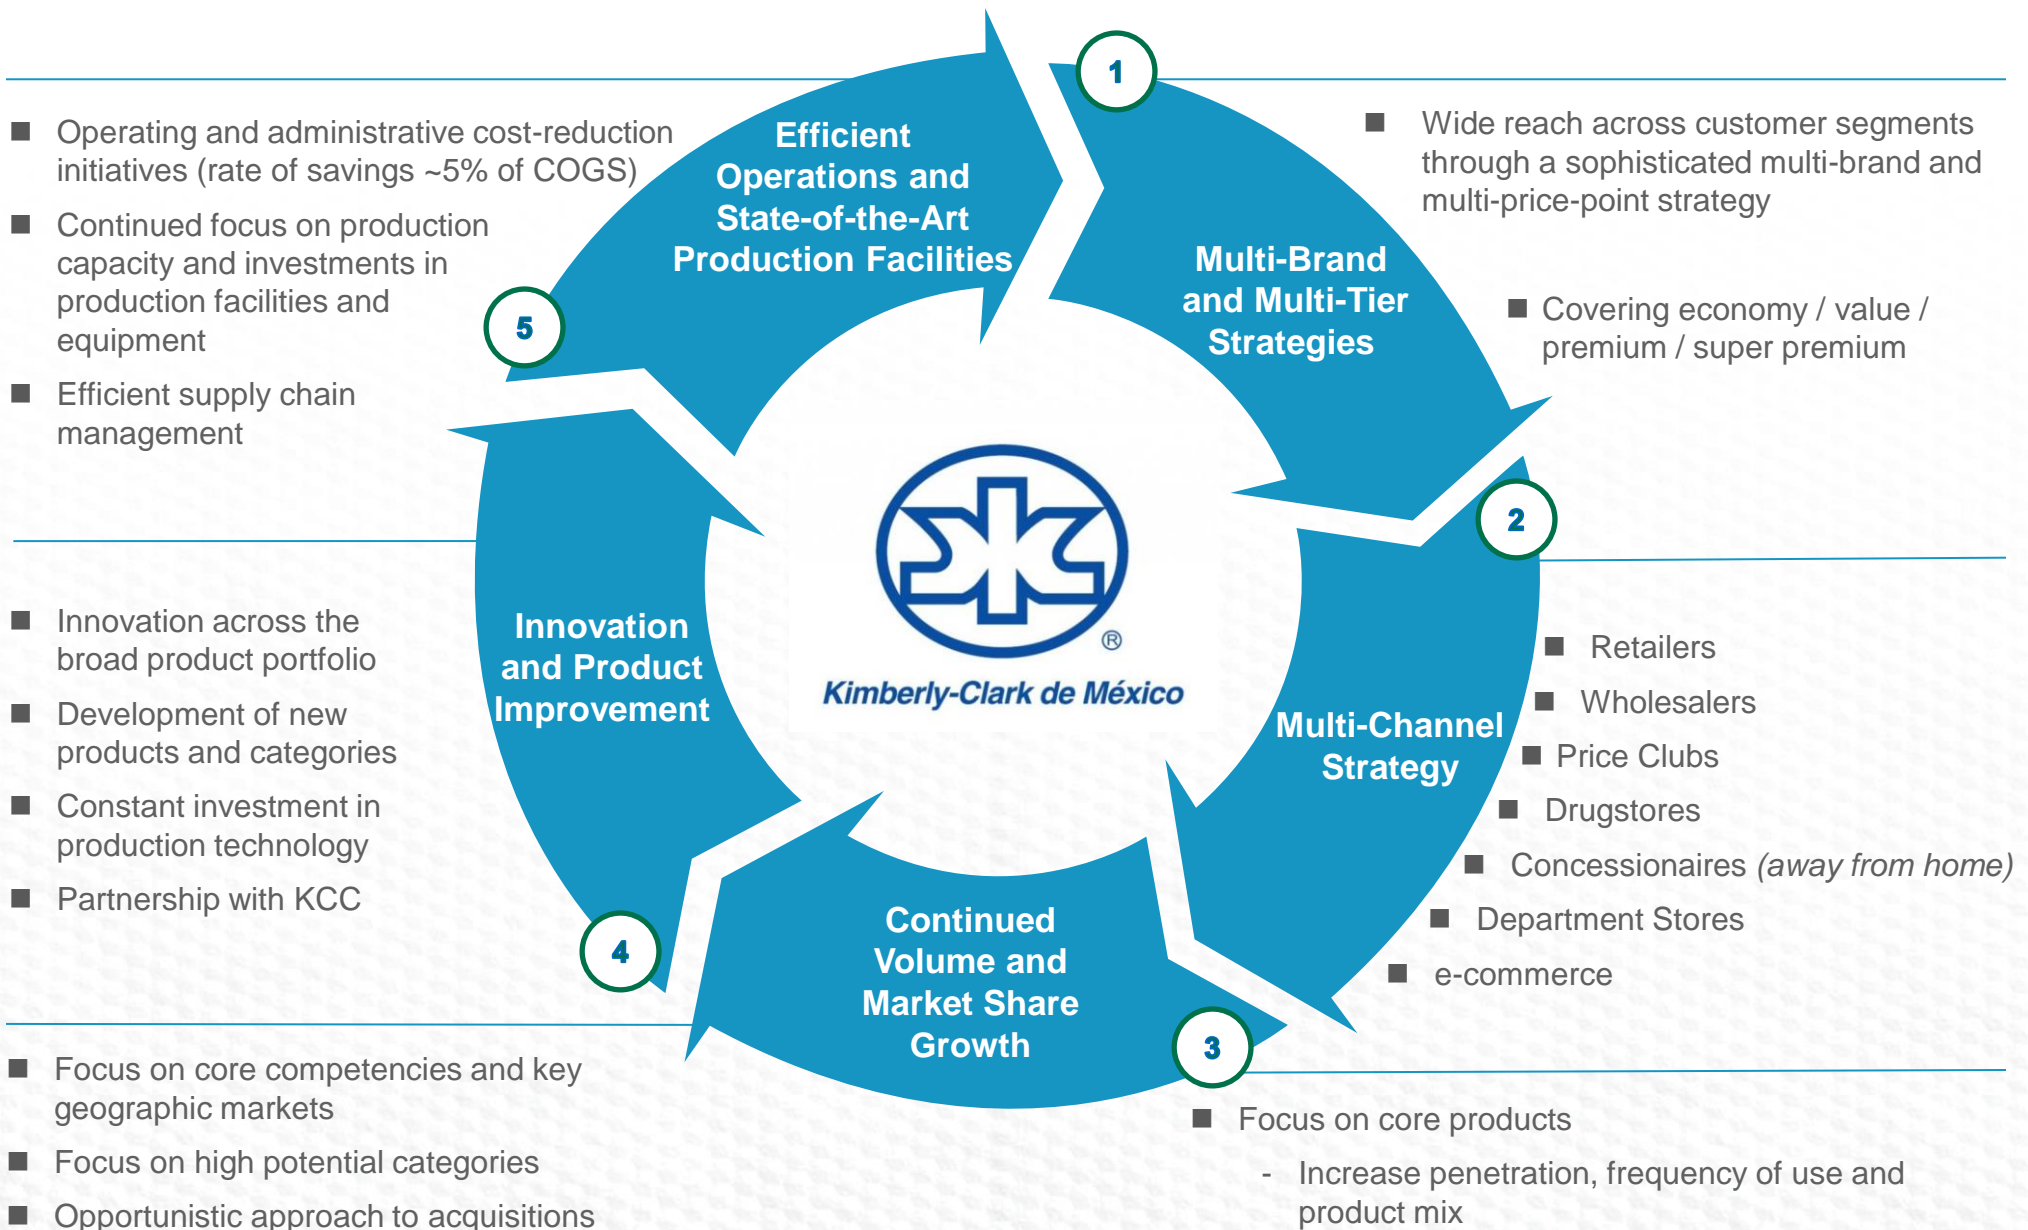 1
Efficient
Operations and
State-of-the-Art
Production Facilities
■ Operating and administrative cost-reduction
initiatives (rate of savings ~5% of COGS)
■ Continued focus on production
capacity and investments in
production facilities and
equipment
■ Efficient supply chain
management
5
■ Wide reach across customer segments
through a sophisticated multi-brand and
multi-price-point strategy
Multi-Brand
and Multi-Tier
Strategies
■ Covering economy / value /
premium / super premium
2
®
Kimberly-Clark de México
Innovation
and Product
Improvement
■ Innovation across the
broad product portfolio
■ Development of new
products and categories
■ Constant investment in
production technology
■ Partnership with KCC
4
Multi-Channel
Strategy
■ Retailers
■ Wholesalers
■ Price Clubs
■ Drugstores
■ Concessionaires (away from home)
■ Department Stores
■ e-commerce
Continued
Volume and
Market Share
Growth
3
■ Focus on core competencies and key
geographic markets
■ Focus on high potential categories
■ Opportunistic approach to acquisitions
■ Focus on core products
- Increase penetration, frequency of use and
product mix